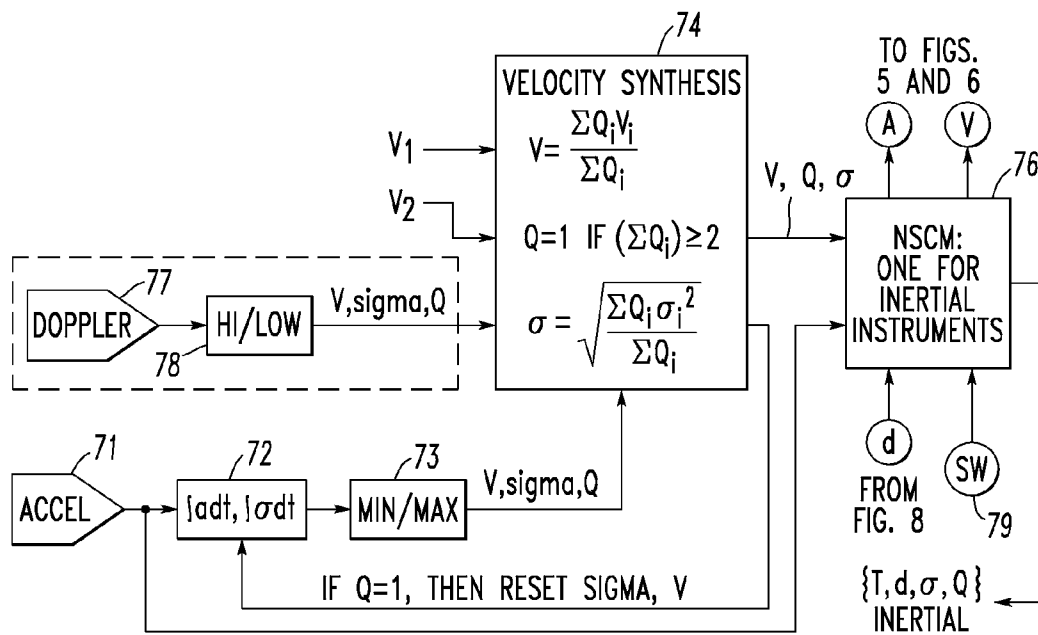 74
TO FIGS.
5 AND 6
A
V
VELOCITY SYNTHESIS
V= ΣQiVi / ΣQi
V1
V2
V, Q, σ
76
Q=1 IF (ΣQi) ≥ 2
NSCM:
ONE FOR
INERTIAL
INSTRUMENTS
77
DOPPLER
HI/LOW
78
V,sigma,Q
σ = √(ΣQiσi² / ΣQi)
71
ACCEL
72
∫adt, ∫σdt
73
MIN/MAX
V,sigma,Q
d
FROM
FIG. 8
SW
79
IF Q=1, THEN RESET SIGMA, V
{T,d,σ,Q}
INERTIAL